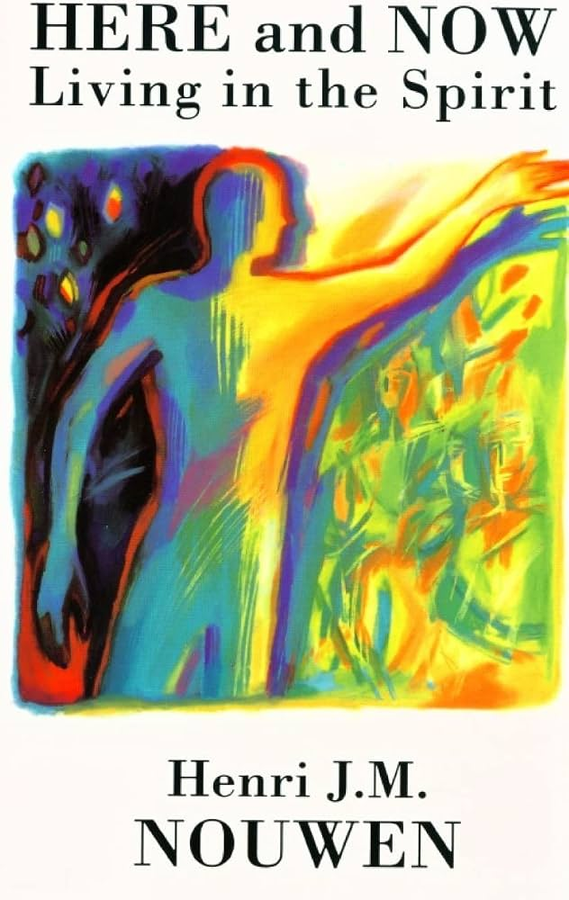 HERE and NOW
Living in the Spirit
Henri J.M.
NOUWEN